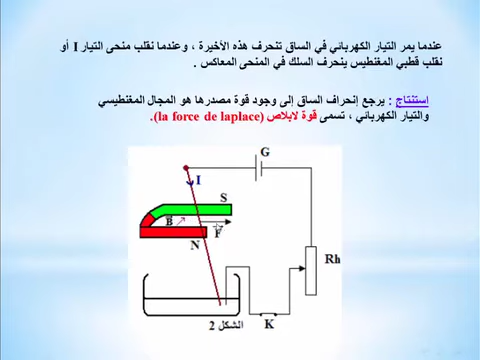 عندما يمر التيار الكهربائي في الساق تنحرف هذه الأخيرة ، وعندما نقلب منحى التيار I أو
نقلب قطبي المغنطيس ينحرف السلك في المنحى المعاكس .
استنتاج : يرجع إنحراف الساق إلى وجود قوة مصدرها هو المجال المغنطيسي
والتيار الكهربائي ، تسمى قوة لابلاص (la force de laplace).
G
I
S
B
F
N
Rh
K
الشكل 2